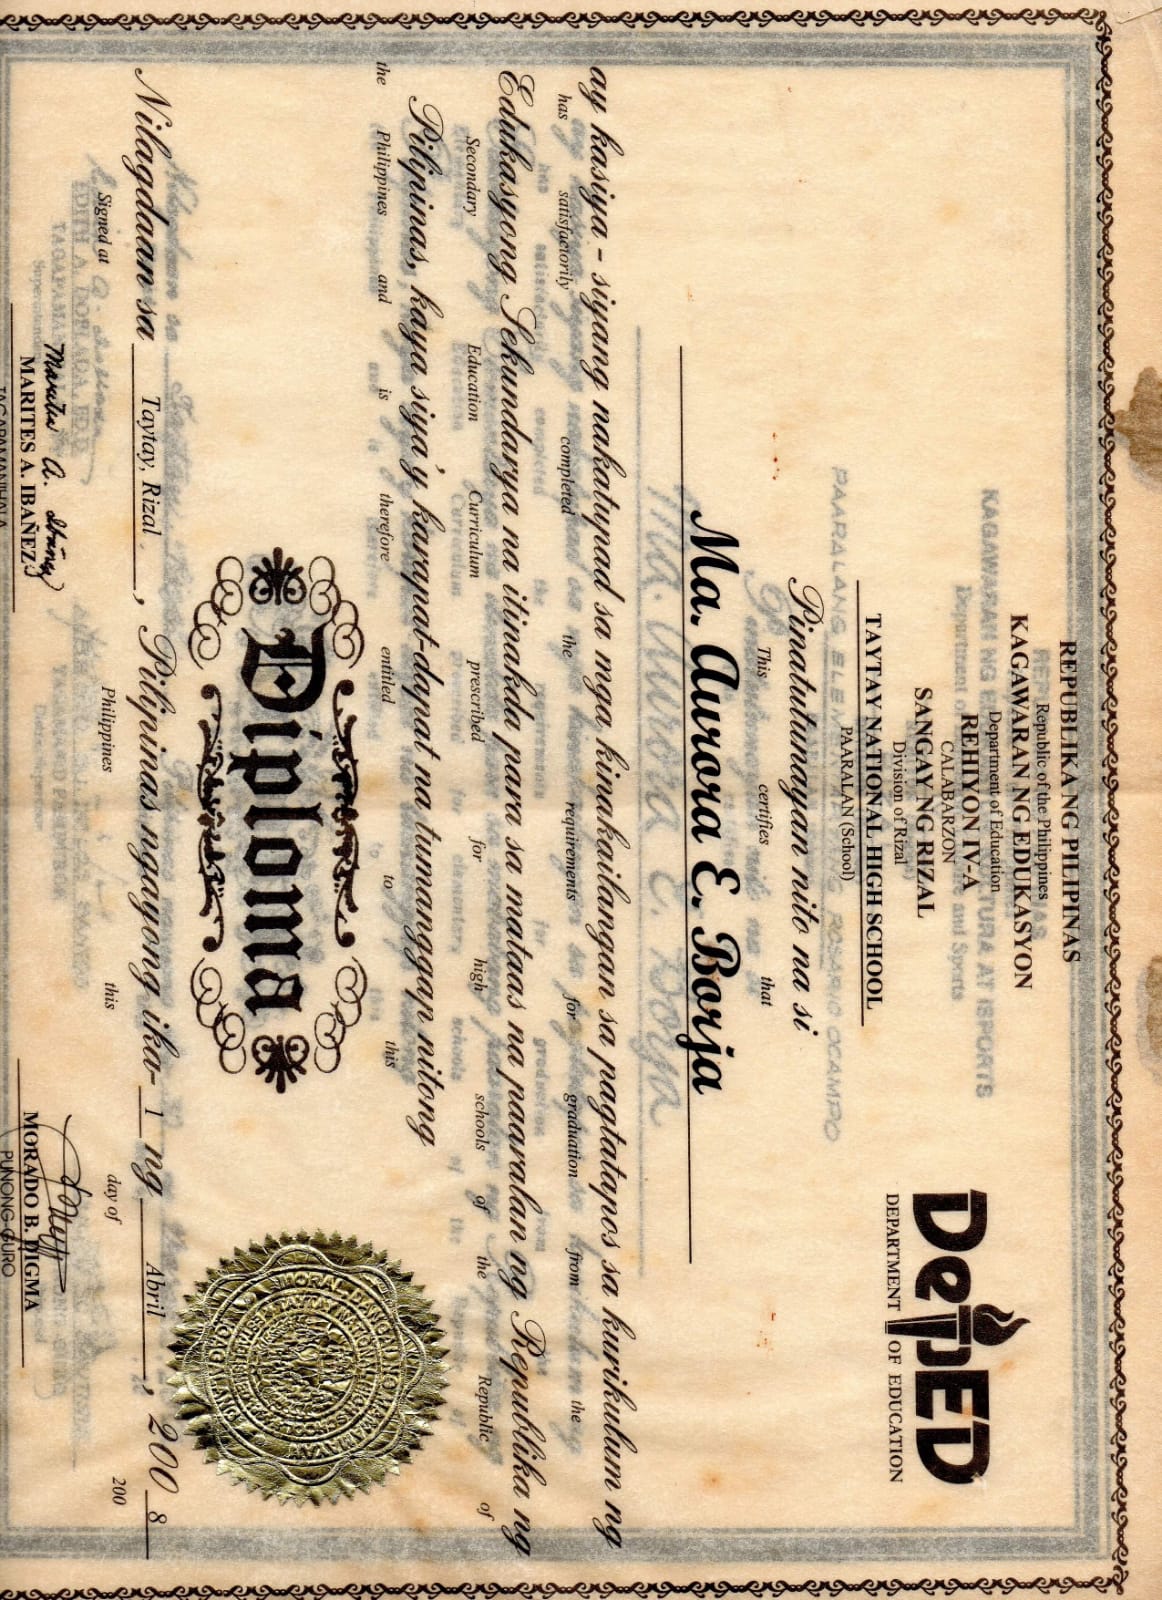 REPUBLIKA NG PILIPINAS
Republic of the Philippines
KAGAWARAN NG EDUKASYON
Department of Education
REHIYON IV-A
CALABARZON
SANGAY NG RIZAL
Division of Rizal
TAYTAY NATIONAL HIGH SCHOOL
PAARALAN (School)
DepED
DEPARTMENT OF EDUCATION
Pinatutunayan nito na si
This certifies that
Ma. Aurora E. Borja
ay kasiya - siyang nakatupad sa mga kinakailangan sa pagtatapos sa kurikulum ng
has satisfactorily completed the requirements for graduation from the
Edukasyong Sekundarya na itinakda para sa mataas na paaralan ng Republika ng
Secondary Education Curriculum prescribed for high schools of the Republic of
Pilipinas, kaya siya'y karapat-dapat na tumanggap nitong
the Philippines and is therefore entitled to this
Diploma
Nilagdaan sa Taytay, Rizal, Pilipinas ngayong ika- 1 ng Abril, 200 8
Signed at Philippines this day of 200
Marites A. Ibañez
MARITES A. IBAÑEZ
TAGAPAMANIHALA
MORADO B. DIGMA
PUNONG GURO